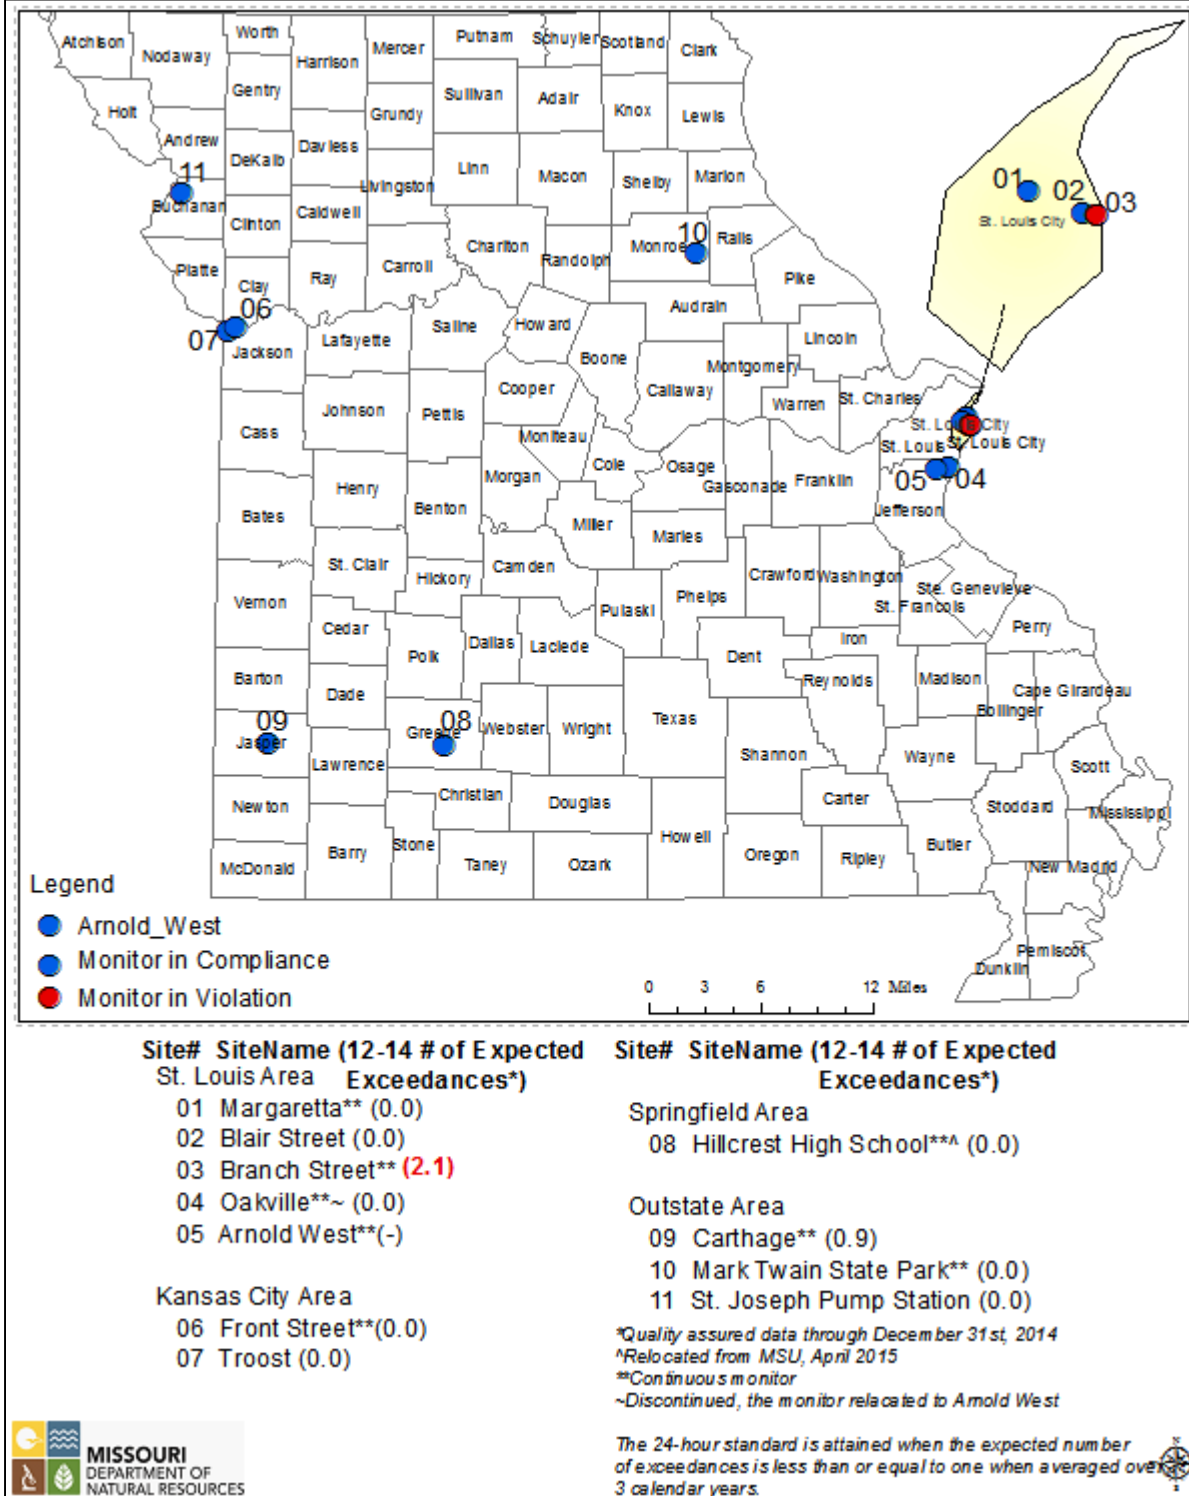 Atchison
Nodaway
Worth
Harrison
Mercer
Putnam
Schuyler
Scotland
Clark
Holt
Gentry
Grundy
Sullivan
Adair
Knox
Lewis
Andrew
DeKalb
Daviess
Livingston
Linn
Macon
Shelby
Marion
01
02
03
St. Louis City
11
Buchanan
Clinton
Caldwell
Chariton
Randolph
Monroe
10
Ralls
Pike
Platte
Clay
Ray
Carroll
Audrain
06
07
Jackson
Lafayette
Saline
Howard
Boone
Lincoln
Montgomery
Callaway
Warren
St. Charles
Cooper
Johnson
Pettis
Cass
Moniteau
St. Louis City
St. Louis
St. Louis City
Cole
Osage
Gasconade
Franklin
05
04
Morgan
Henry
Benton
Bates
Miller
Maries
Jefferson
St. Clair
Hickory
Camden
Crawford
Washington
Ste. Genevieve
St. Francois
Vernon
Pulaski
Phelps
Perry
Cedar
Dallas
Laclede
Iron
Polk
Dent
Barton
Dade
Reynolds
Madison
Cape Girardeau
Bollinger
09
Jasper
08
Greene
Webster
Wright
Texas
Shannon
Wayne
Lawrence
Scott
Newton
Christian
Douglas
Carter
Stoddard
Mississippi
Howell
McDonald
Barry
Stone
Taney
Ozark
Oregon
Ripley
Butler
New Madrid
Pemiscot
Dunklin
Legend
Arnold_West
Monitor in Compliance
Monitor in Violation
0 3 6 12 Miles
Site# SiteName (12-14 # of Expected
Exceedances*)
St. Louis Area
01 Margaretta** (0.0)
02 Blair Street (0.0)
03 Branch Street** (2.1)
04 Oakville**~ (0.0)
05 Arnold West**(-)
Kansas City Area
06 Front Street**(0.0)
07 Troost (0.0)
Site# SiteName (12-14 # of Expected
Exceedances*)
Springfield Area
08 Hillcrest High School**^ (0.0)
Outstate Area
09 Carthage** (0.9)
10 Mark Twain State Park** (0.0)
11 St. Joseph Pump Station (0.0)
*Quality assured data through December 31st, 2014
^Relocated from MSU, April 2015
**Continuous monitor
~Discontinued, the monitor relacated to Arnold West
The 24-hour standard is attained when the expected number
of exceedances is less than or equal to one when averaged over
3 calendar years.
MISSOURI
DEPARTMENT OF
NATURAL RESOURCES